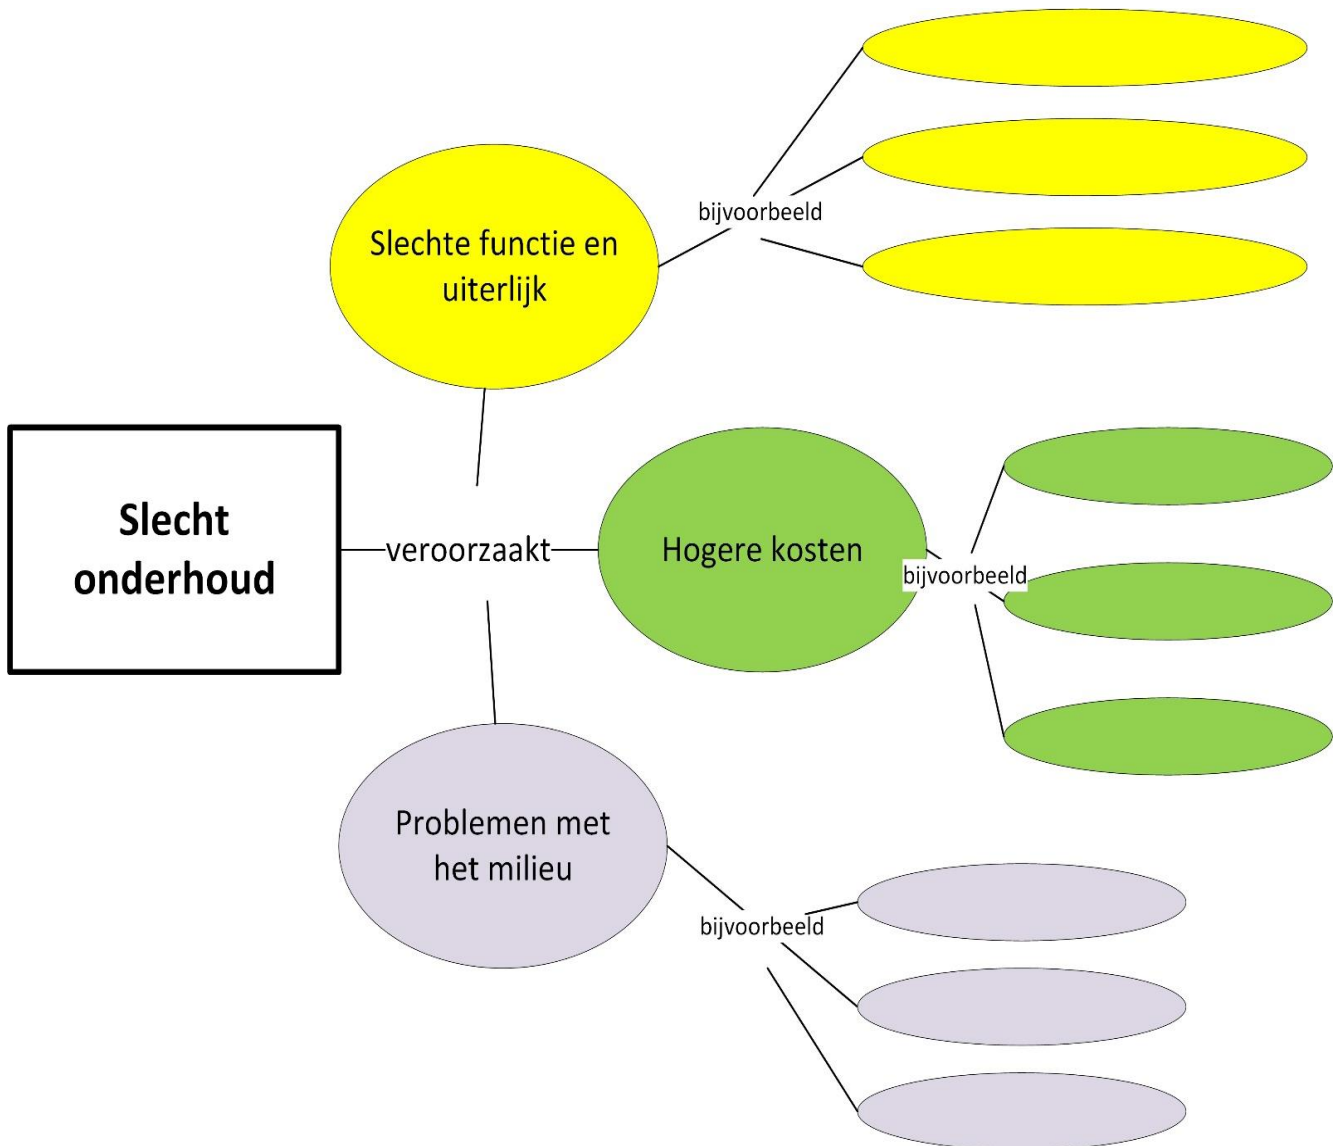 bijvoorbeeld
Slechte functie en
uiterlijk
Slecht
onderhoud
veroorzaakt
Hogere kosten
bijvoorbeeld
Problemen met
het milieu
bijvoorbeeld